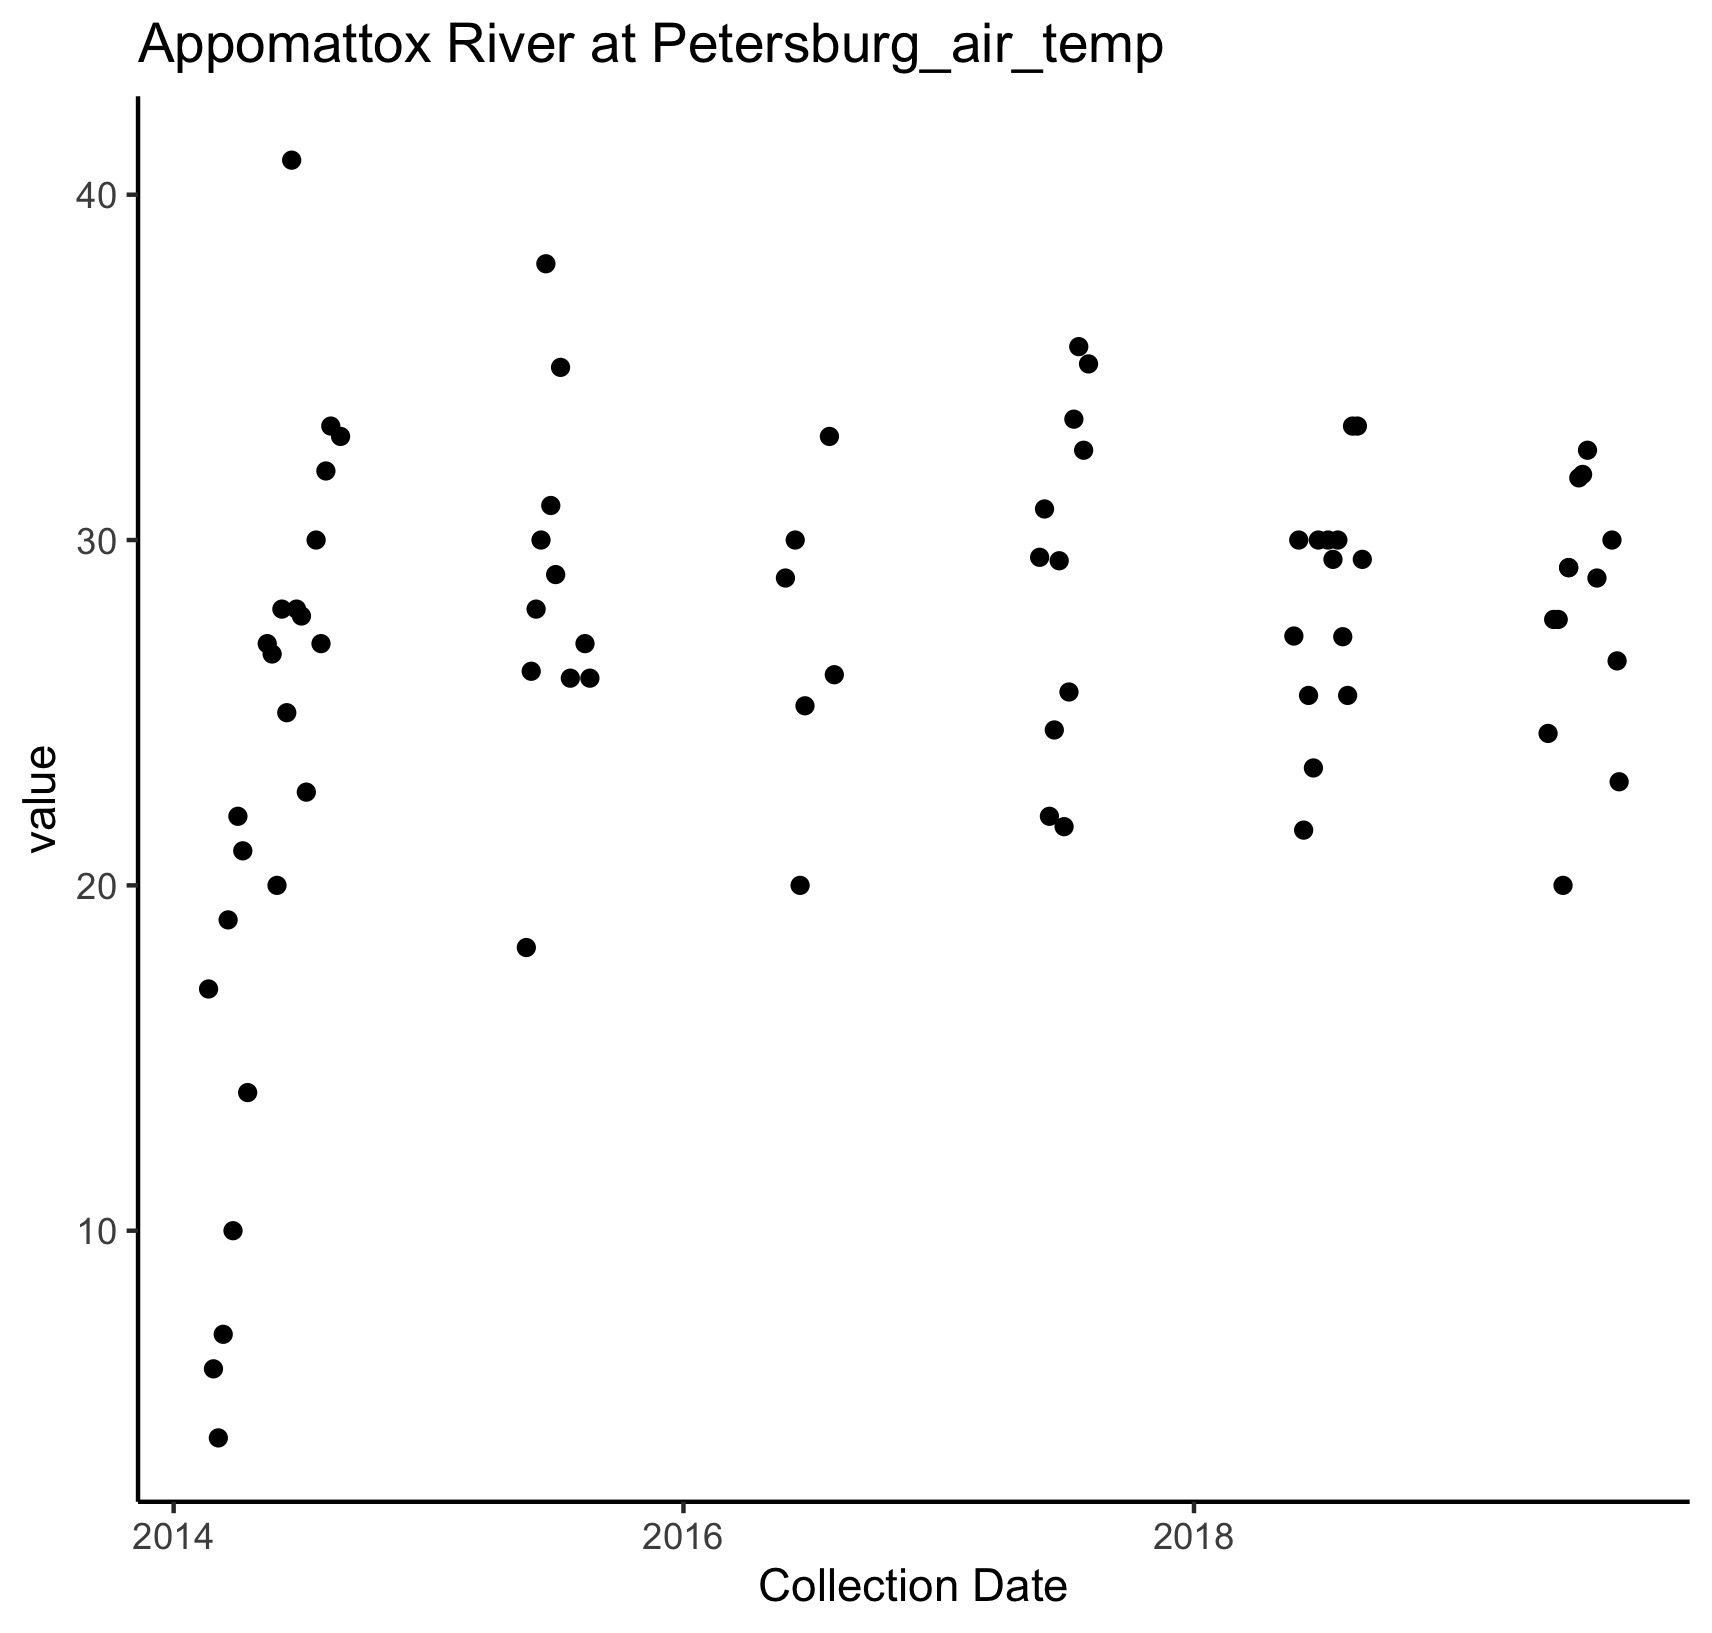 Appomattox River at Petersburg_air_temp
40
30
20
10
value
2014 2016 2018
Collection Date